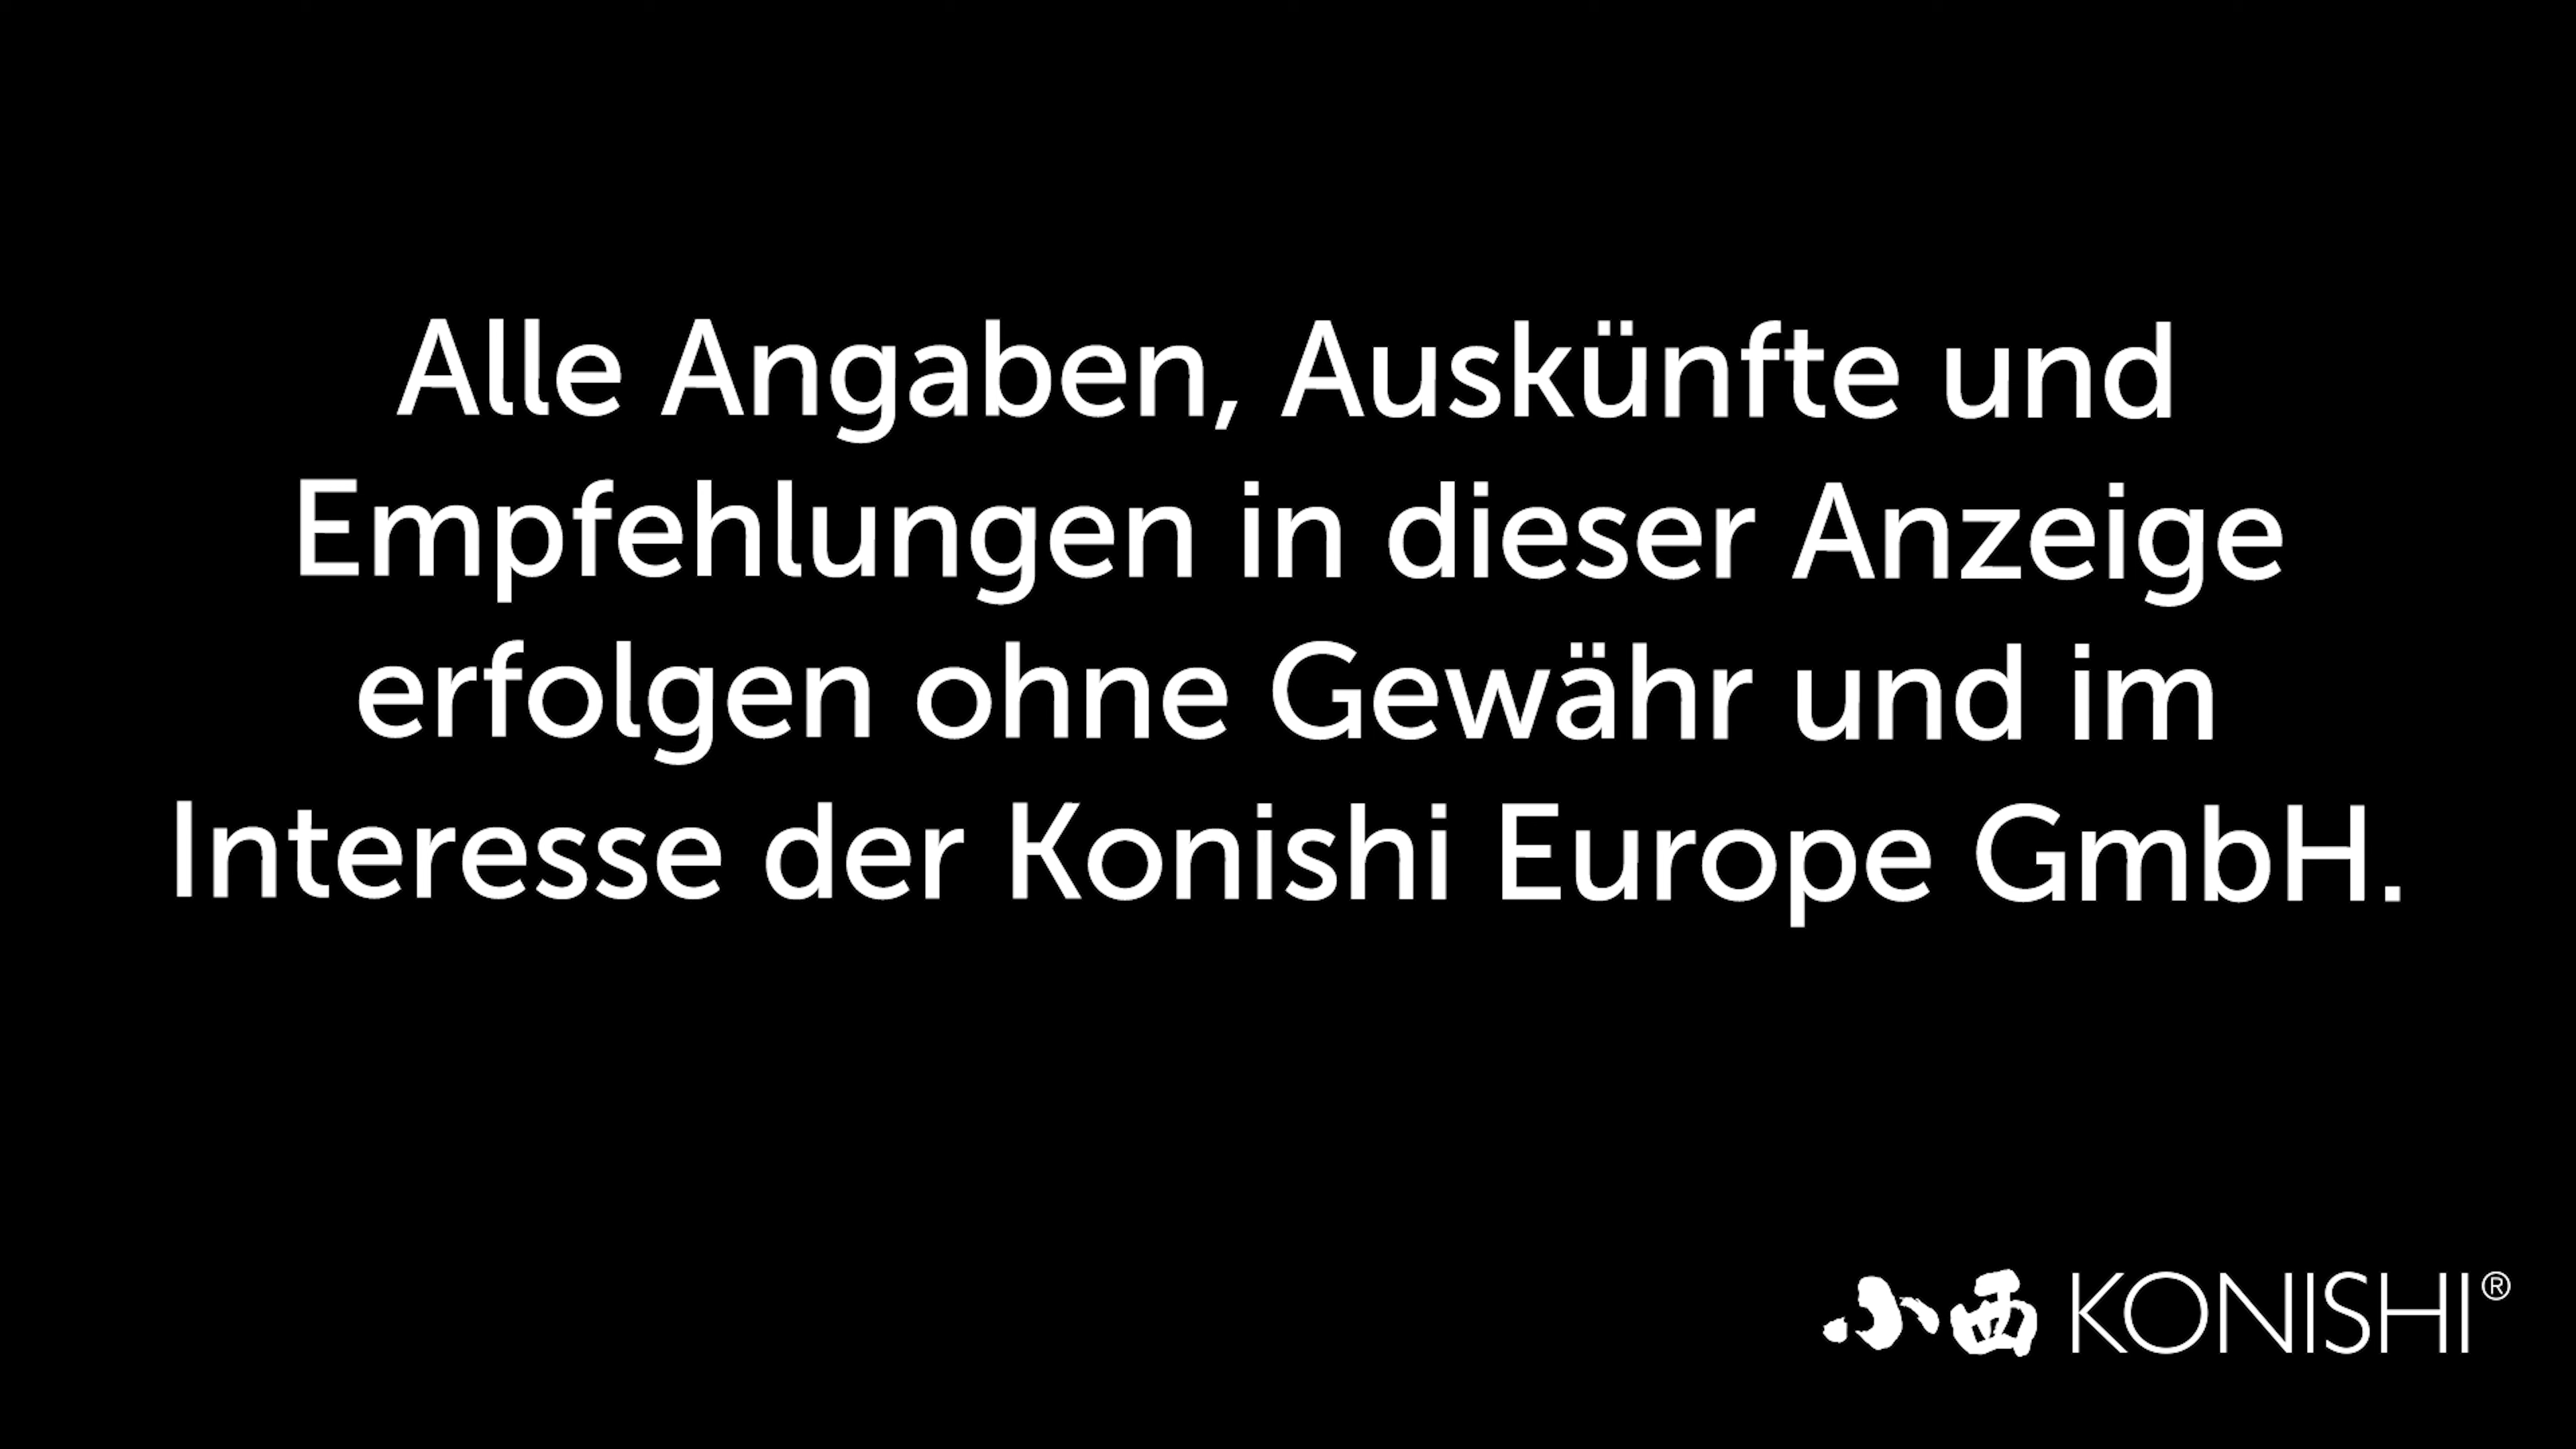 Alle Angaben, Auskünfte und
Empfehlungen in dieser Anzeige
erfolgen ohne Gewähr und im
Interesse der Konishi Europe GmbH.
小西 KONISHI®